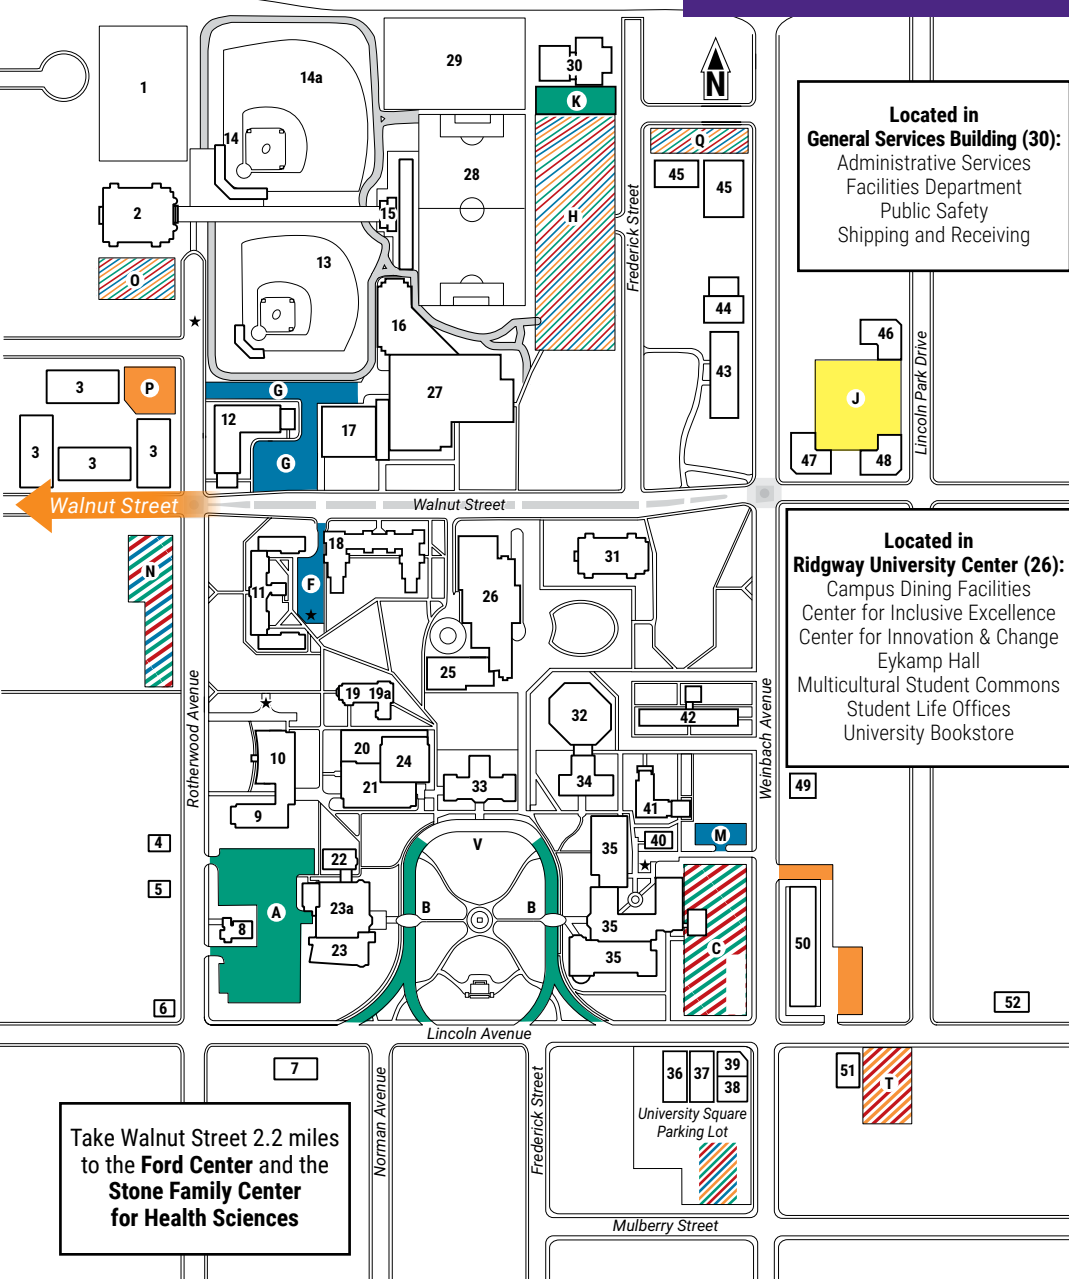 1
29
14a
30
K
N
Located in
General Services Building (30):
Administrative Services
Facilities Department
Public Safety
Shipping and Receiving
14
Q
28
45
45
2
15
H
Frederick Street
13
O
44
16
46
Lincoln Park Drive
43
3
P
G
27
J
12
17
3
3
3
G
47
48
Walnut Street
Walnut Street
N
18
31
11
F
26
Located in
Ridgway University Center (26):
Campus Dining Facilities
Center for Inclusive Excellence
Center for Innovation & Change
Eykamp Hall
Multicultural Student Commons
Student Life Offices
University Bookstore
25
19
19a
32
42
Rotherwood Avenue
Weinbach Avenue
20
10
24
21
33
34
49
9
41
4
V
35
40
M
22
5
A
23a
B
B
8
35
23
35
C
50
6
52
Lincoln Avenue
7
Norman Avenue
Frederick Street
36
37
39
38
51
T
University Square
Parking Lot
Take Walnut Street 2.2 miles
to the Ford Center and the
Stone Family Center
for Health Sciences
Mulberry Street